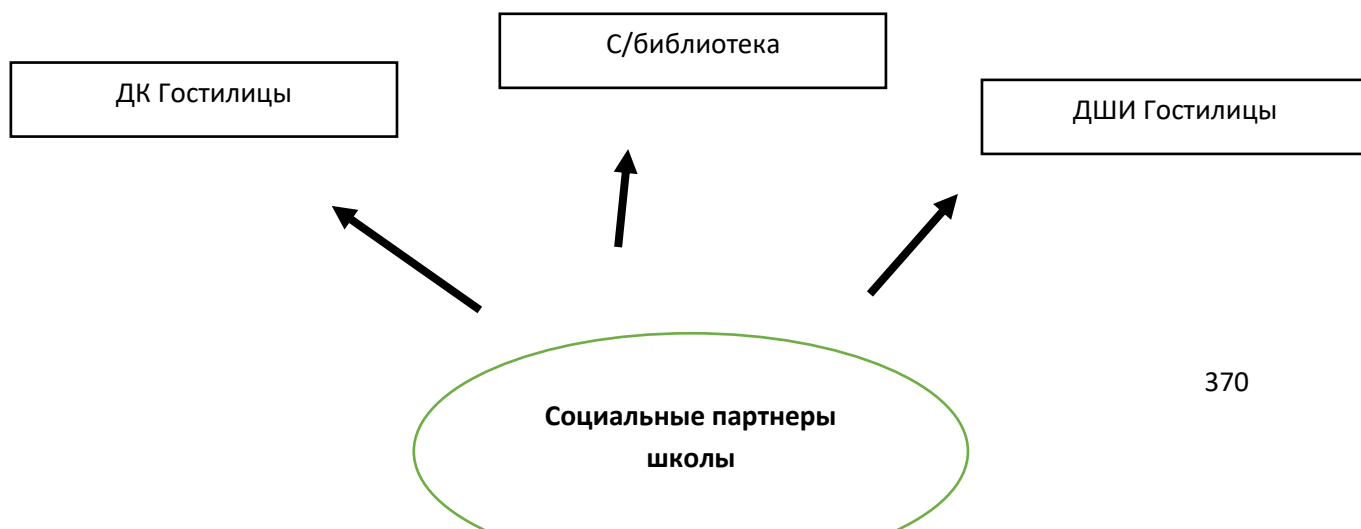 С/библиотека
ДК Гостилицы
ДШИ Гостилицы
370
Социальные партнеры
школы